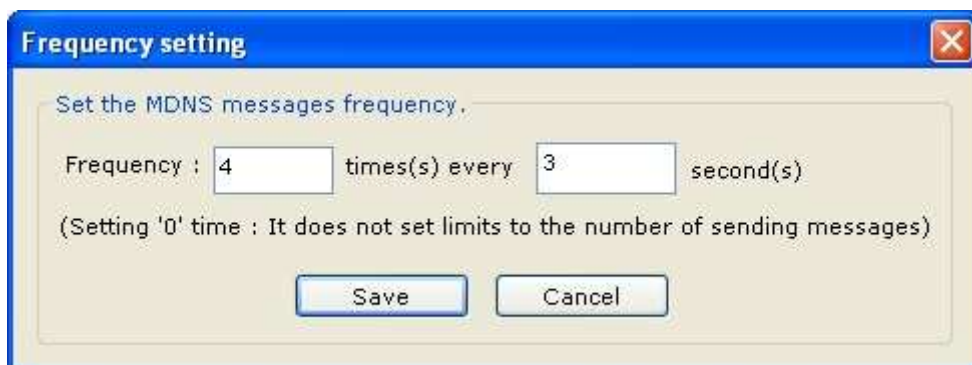 Frequency setting
Set the MDNS messages frequency.
Frequency : 4 times(s) every 3 second(s)
(Setting '0' time : It does not set limits to the number of sending messages)
Save Cancel